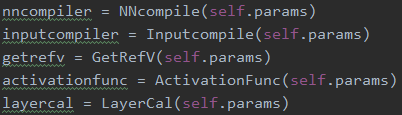 nncompiler = NNcompile(self.params)
inputcompiler = Inputcompile(self.params)
getrefv = GetRefV(self.params)
activationfunc = ActivationFunc(self.params)
layercal = LayerCal(self.params)